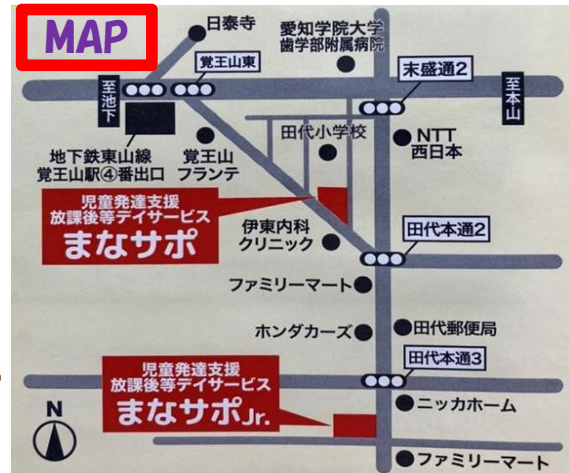 MAP
日泰寺
愛知学院大学
歯学部附属病院
覚王山東
末盛通2
至池下
至本山
地下鉄東山線
覚王山駅④番出口
覚王山
フランテ
田代小学校
NTT
西日本
児童発達支援
放課後等デイサービス
まなサポ
伊東内科
クリニック
田代本通2
ファミリーマート
ホンダカーズ
田代郵便局
田代本通3
児童発達支援
放課後等デイサービス
まなサポJr.
ニッカホーム
N
ファミリーマート